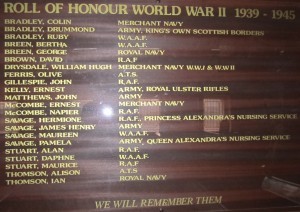 ROLL OF HONOUR WORLD WAR II 1939 - 1945
BRADLEY, COLIN MERCHANT NAVY
BRADLEY, DRUMMOND ARMY, KING'S OWN SCOTTISH BORDERS
BRADLEY, RUBY W.A.A.F.
BREEN, BERTHA W.A.A.F.
BREEN, GEORGE ROYAL NAVY
BROWN, DAVID R.A.F
DRYSDALE, WILLIAM HUGH MERCHANT NAVY W.W.I & W.W II
FERRIS, OLIVE A.T.S.
GILLESPIE, JOHN R.A.F.
KELLY, ERNEST ARMY, ROYAL ULSTER RIFLES
MATTHEWS, JOHN ARMY
McCOMBE, ERNEST MERCHANT NAVY
McCOMBE, NAPIER R.A.F.
SAVAGE, HERMIONE R.A.F., PRINCESS ALEXANDRA'S NURSING SERVICE
SAVAGE, JAMES HENRY ARMY
SAVAGE, MAUREEN W.A.A.F.
SAVAGE, PAMELA ARMY, QUEEN ALEXANDRA'S NURSING SERVICE
STUART, ALAN R.A.F.
STUART, DAPHNE W.A.A.F
STUART, MAURICE R.A.F.
THOMSON, ALISON A.T.S.
THOMSON, IAN ROYAL NAVY
WE WILL REMEMBER THEM